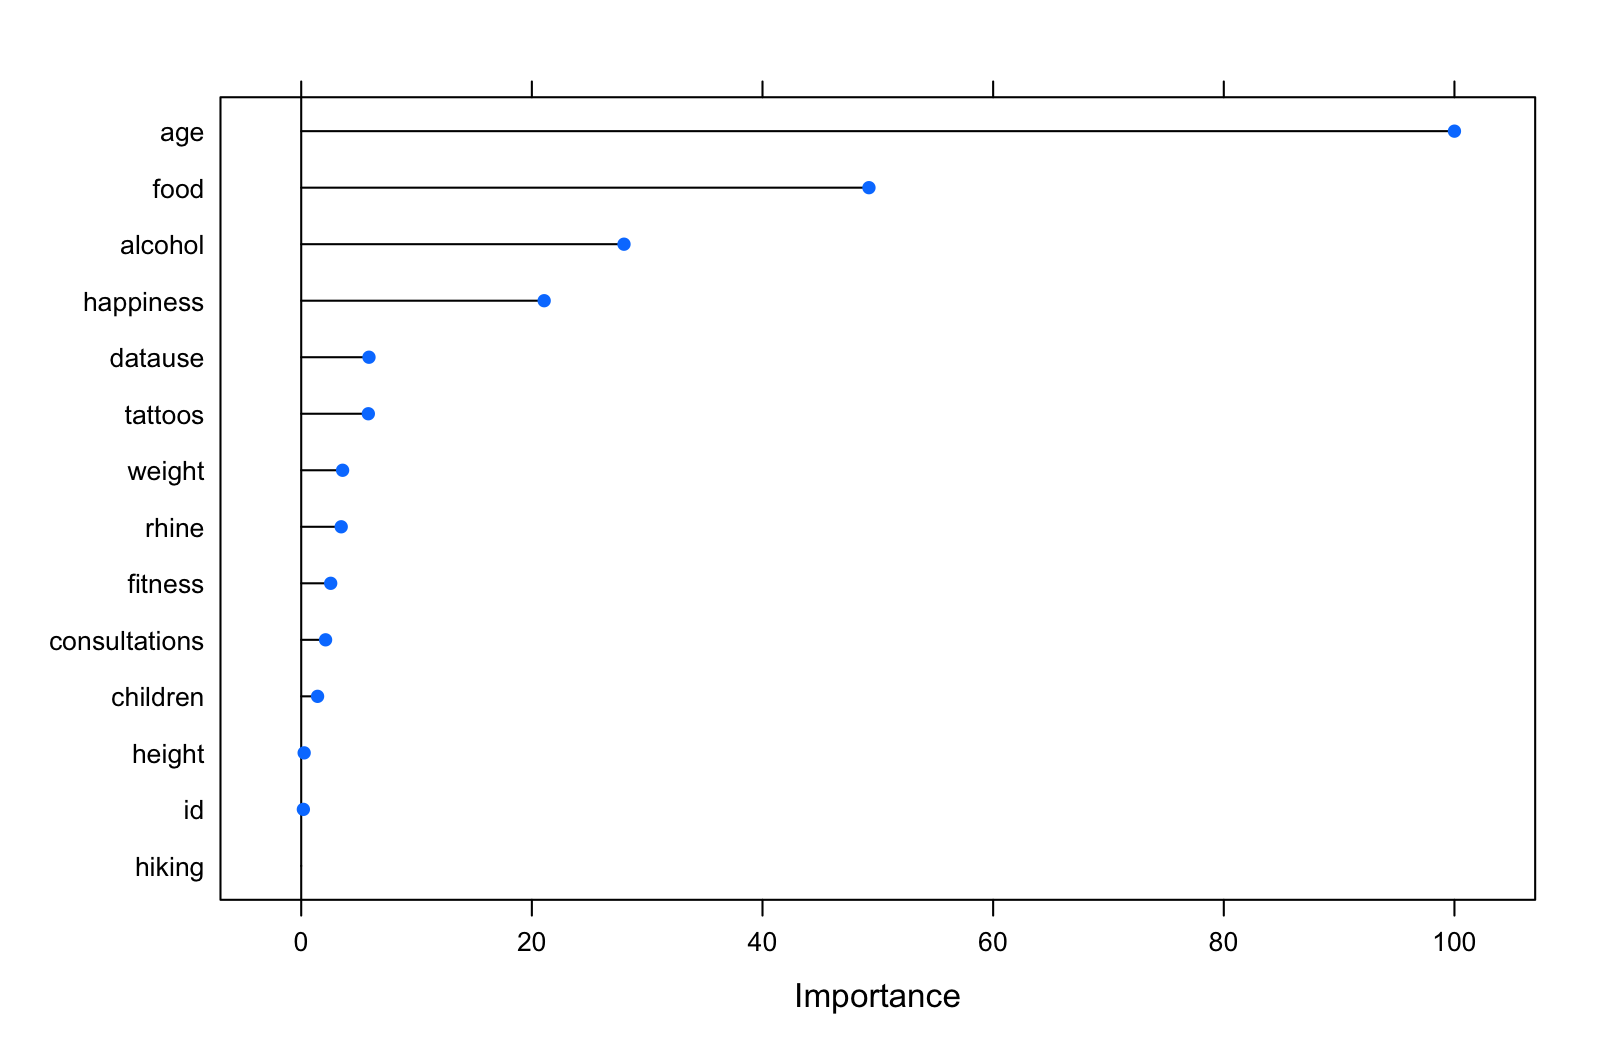 age
food
alcohol
happiness
datause
tattoos
weight
rhine
fitness
consultations
children
height
id
hiking
0 20 40 60 80 100
Importance